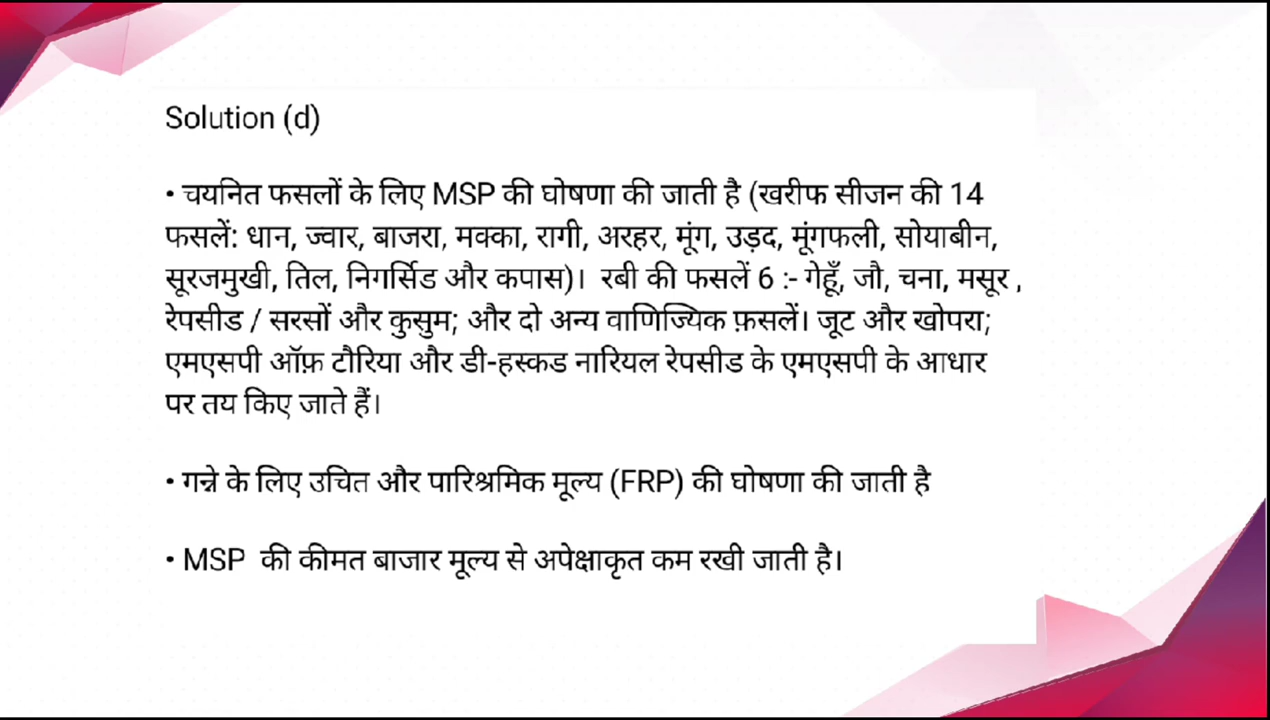 Solution (d)
• चयनित फसलों के लिए MSP की घोषणा की जाती है (खरीफ सीजन की 14
फसलें: धान, ज्वार, बाजरा, मक्का, रागी, अरहर, मूंग, उड़द, मूंगफली, सोयाबीन,
सूरजमुखी, तिल, निगर्सिड और कपास)। रबी की फसलें 6 :- गेहूँ, जौ, चना, मसूर ,
रेपसीड / सरसों और कुसुम; और दो अन्य वाणिज्यिक फ़सलें। जूट और खोपरा;
एमएसपी ऑफ़ टौरिया और डी-हस्कड नारियल रेपसीड के एमएसपी के आधार
पर तय किए जाते हैं।
• गन्ने के लिए उचित और पारिश्रमिक मूल्य (FRP) की घोषणा की जाती है
• MSP की कीमत बाजार मूल्य से अपेक्षाकृत कम रखी जाती है।